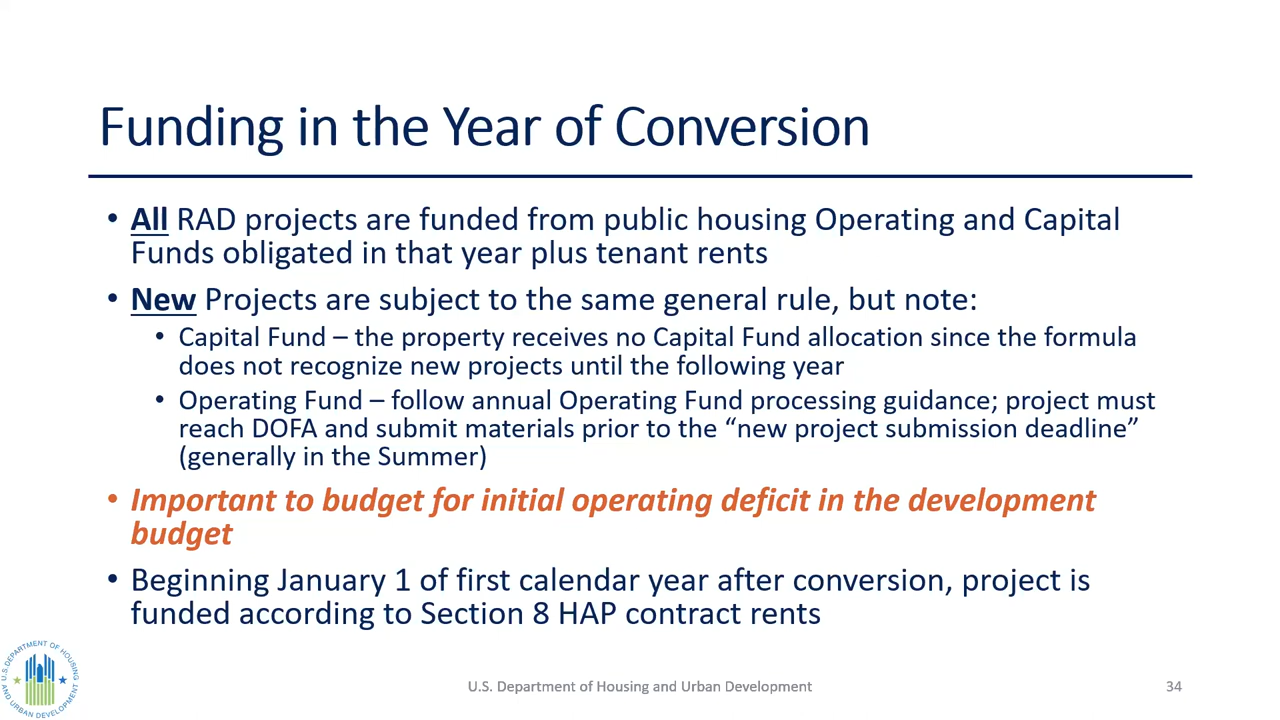 Funding in the Year of Conversion
• All RAD projects are funded from public housing Operating and Capital
Funds obligated in that year plus tenant rents
• New Projects are subject to the same general rule, but note:
• Capital Fund – the property receives no Capital Fund allocation since the formula
does not recognize new projects until the following year
• Operating Fund – follow annual Operating Fund processing guidance; project must
reach DOFA and submit materials prior to the “new project submission deadline”
(generally in the Summer)
• Important to budget for initial operating deficit in the development
budget
• Beginning January 1 of first calendar year after conversion, project is
funded according to Section 8 HAP contract rents
U.S. DEPARTMENT OF HOUSING
AND URBAN DEVELOPMENT
U.S. Department of Housing and Urban Development
34